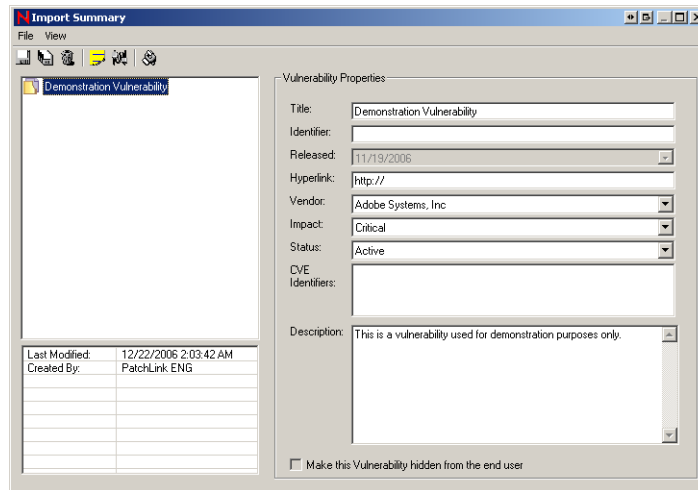 Import Summary
File View
Demonstration Vulnerability
Last Modified: 12/22/2006 2:03:42 AM
Created By: PatchLink ENG
Vulnerability Properties
Title: Demonstration Vulnerability
Identifier:
Released: 11/19/2006
Hyperlink: http://
Vendor: Adobe Systems, Inc
Impact: Critical
Status: Active
CVE
Identifiers:
Description: This is a vulnerability used for demonstration purposes only.
Make this Vulnerability hidden from the end user